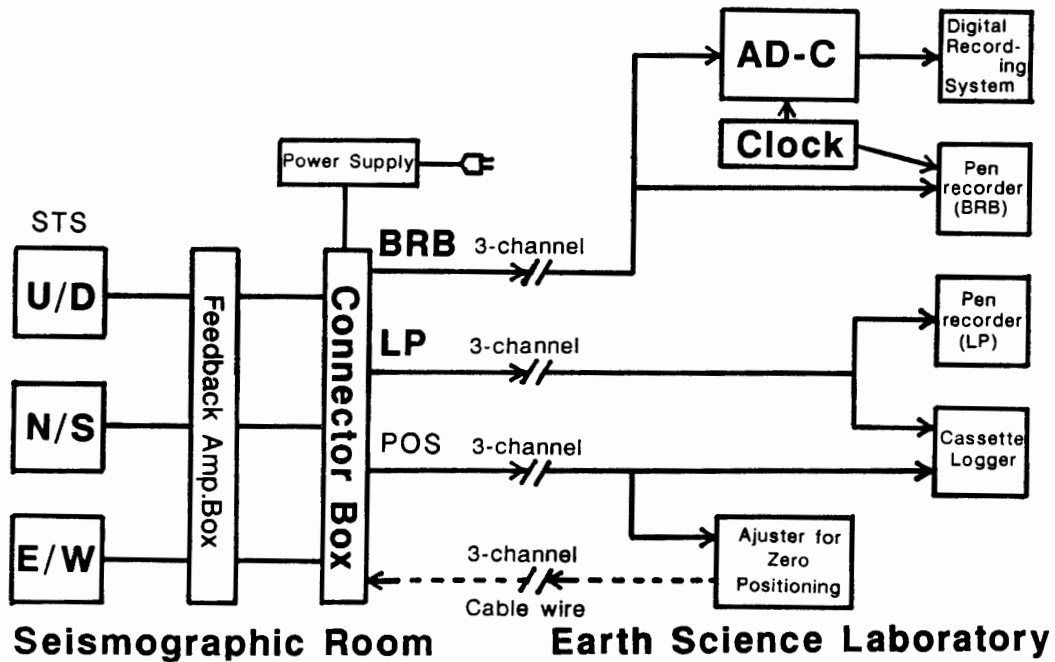 AD-C
Digital
Record-
ing
System
Clock
Power Supply
Pen
recorder
(BRB)
STS
BRB 3-channel
U/D
Feedback Amp.Box
Connector Box
Pen
recorder
(LP)
LP 3-channel
N/S
POS 3-channel
Cassette
Logger
E/W
3-channel
Cable wire
Ajuster for
Zero
Positioning
Seismographic Room
Earth Science Laboratory